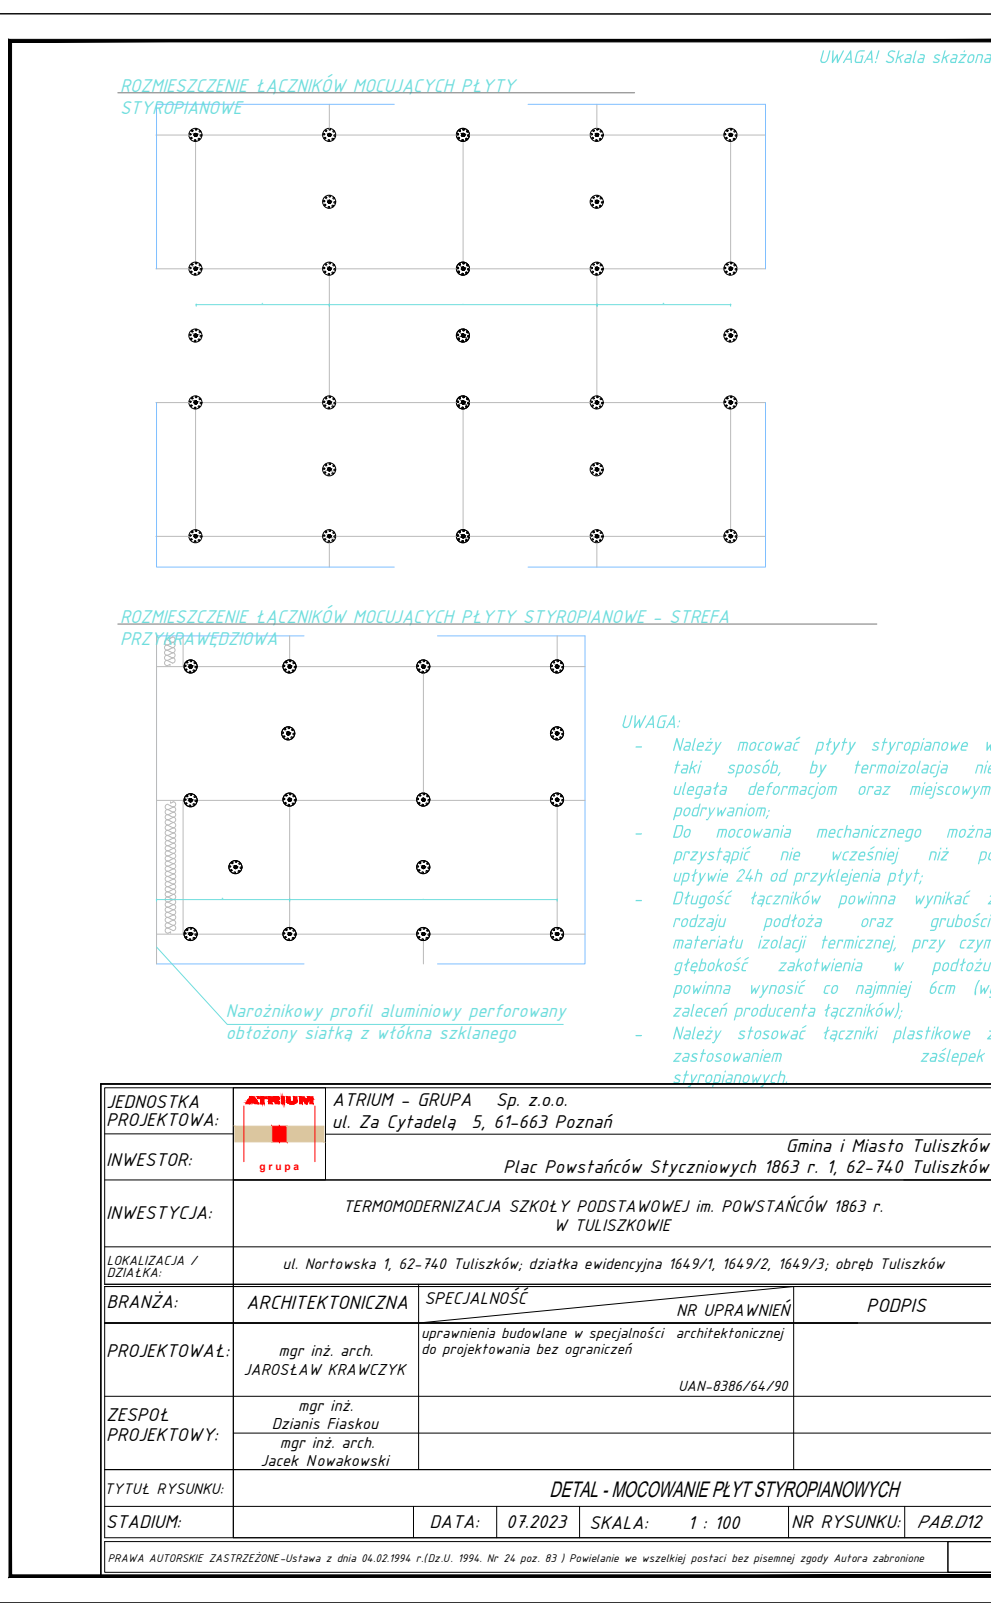 UWAGA! Skala skażona
ROZMIESZCZENIE ŁĄCZNIKÓW MOCUJĄCYCH PŁYTY
STYROPIANOWE
ROZMIESZCZENIE ŁĄCZNIKÓW MOCUJĄCYCH PŁYTY STYROPIANOWE - STREFA
PRZYKRAWĘDZIOWA
UWAGA:
- Należy mocować płyty styropianowe w
taki sposób, by termoizolacja nie
ulegała deformacjom oraz miejscowym
podrywaniom;
- Do mocowania mechanicznego można
przystąpić nie wcześniej niż po
upływie 24h od przyklejenia płyt;
- Długość łączników powinna wynikać z
rodzaju podłoża oraz grubości
materiału izolacji termicznej, przy czym
głębokość zakotwienia w podłożu
powinna wynosić co najmniej 6cm (wg
zaleceń producenta łączników);
- Należy stosować łączniki plastikowe z
zastosowaniem zaślepek
styropianowych.
Narożnikowy profil aluminiowy perforowany
obłożony siatką z włókna szklanego
JEDNOSTKA
PROJEKTOWA:
ATRIUM
grupa
ATRIUM - GRUPA Sp. z.o.o.
ul. Za Cytadelą 5, 61-663 Poznań
INWESTOR:
Gmina i Miasto Tuliszków
Plac Powstańców Styczniowych 1863 r. 1, 62-740 Tuliszków
INWESTYCJA:
TERMOMODERNIZACJA SZKOŁY PODSTAWOWEJ im. POWSTAŃCÓW 1863 r.
W TULISZKOWIE
LOKALIZACJA /
DZIAŁKA:
ul. Nortowska 1, 62-740 Tuliszków; działka ewidencyjna 1649/1, 1649/2, 1649/3; obręb Tuliszków
BRANŻA: ARCHITEKTONICZNA SPECJALNOŚĆ NR UPRAWNIEŃ PODPIS
PROJEKTOWAŁ:
mgr inż. arch.
JAROSŁAW KRAWCZYK
uprawnienia budowlane w specjalności architektonicznej
do projektowania bez ograniczeń
UAN-8386/64/90
ZESPÓŁ
PROJEKTOWY:
mgr inż.
Dzianis Fiaskou
mgr inż. arch.
Jacek Nowakowski
TYTUŁ RYSUNKU: DETAL - MOCOWANIE PŁYT STYROPIANOWYCH
STADIUM: DATA: 07.2023 SKALA: 1 : 100 NR RYSUNKU: PAB.D12
PRAWA AUTORSKIE ZASTRZEŻONE-Ustawa z dnia 04.02.1994 r.(Dz.U. 1994. Nr 24 poz. 83 ) Powielanie we wszelkiej postaci bez pisemnej zgody Autora zabronione